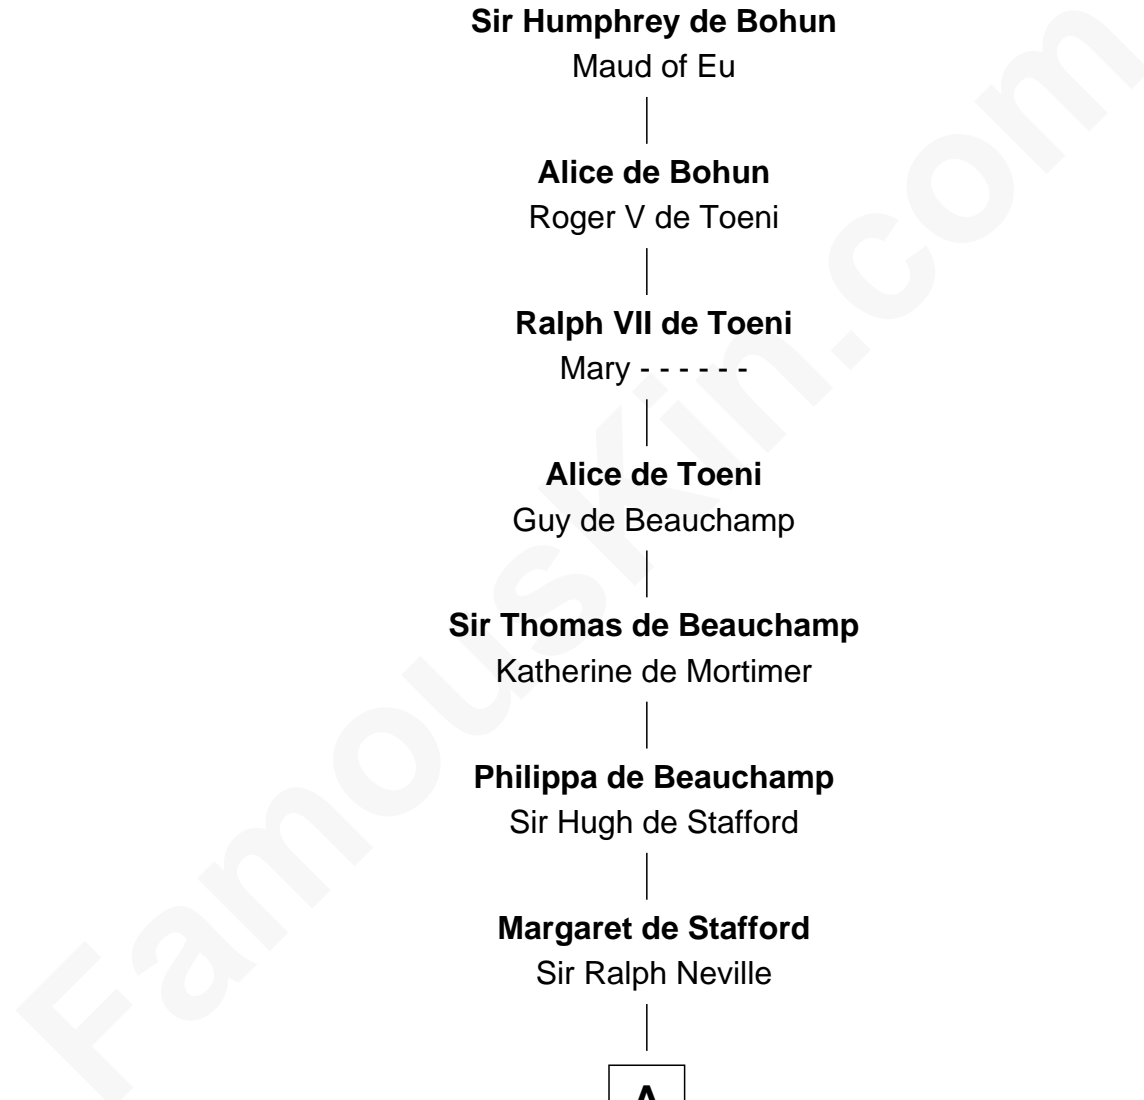 Sir Humphrey de Bohun
Maud of Eu
Alice de Bohun
Roger V de Toeni
Ralph VII de Toeni
Mary - - - - - -
Alice de Toeni
Guy de Beauchamp
Sir Thomas de Beauchamp
Katherine de Mortimer
Philippa de Beauchamp
Sir Hugh de Stafford
Margaret de Stafford
Sir Ralph Neville
A
FamousKin.com